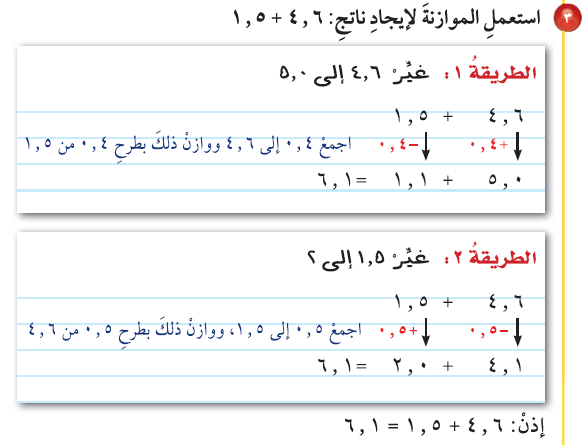 ٣ استعملِ الموازنةَ لإيجادِ ناتجِ: ٤,٦ + ١,٥
الطريقةُ ١: غيِّرْ ٤,٦ إلى ٥,٠
٤,٦ + ١,٥
+٠,٤ −٠,٤ اجمعْ ٠,٤ إلى ٤,٦ ووازنْ ذلكَ بطرحِ ٠,٤ من ١,٥
٥,٠ + ١,١ = ٦,١
الطريقةُ ٢: غيِّرْ ١,٥ إلى ٢
٤,٦ + ١,٥
−٠,٥ +٠,٥ اجمعْ ٠,٥ إلى ١,٥، ووازنْ ذلكَ بطرحِ ٠,٥ من ٤,٦
٤,١ + ٢,٠ = ٦,١
إذنْ: ٤,٦ + ١,٥ = ٦,١